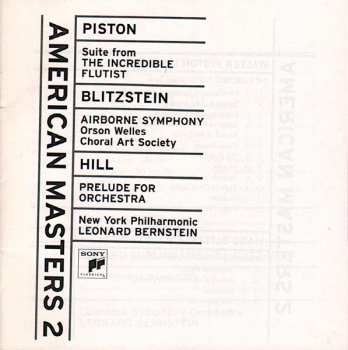 AMERICAN MASTERS 2
PISTON
Suite from
THE INCREDIBLE
FLUTIST
BLITZSTEIN
AIRBORNE SYMPHONY
Orson Welles
Choral Art Society
HILL
PRELUDE FOR
ORCHESTRA
New York Philharmonic
LEONARD BERNSTEIN
SONY